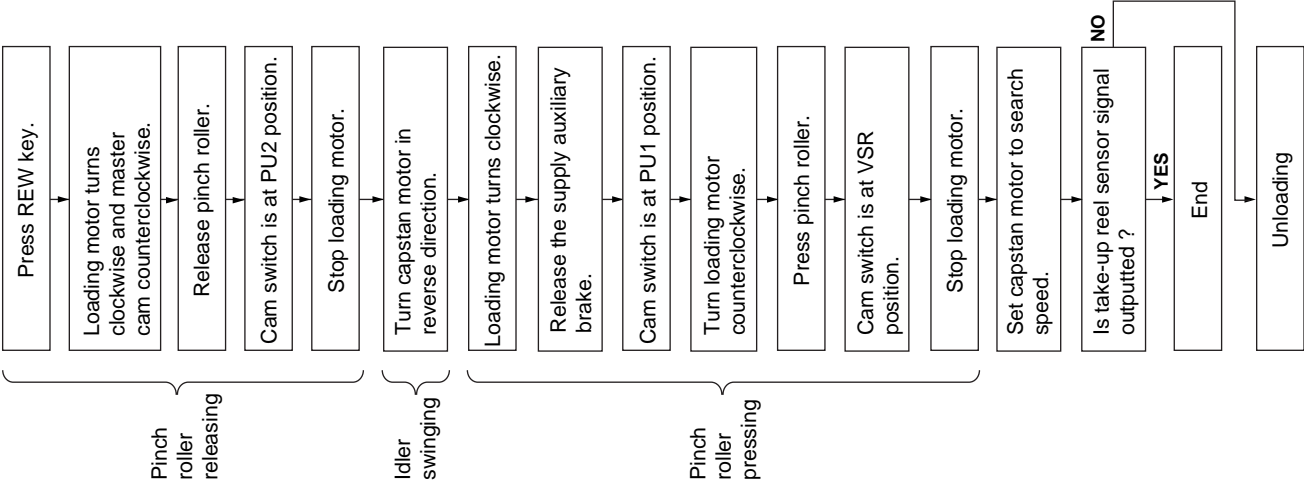 Press REW key.
Loading motor turns
clockwise and master
cam counterclockwise.
Release pinch roller.
Cam switch is at PU2 position.
Stop loading motor.
Pinch
roller
releasing
Turn capstan motor in
reverse direction.
Idler
swinging
Loading motor turns clockwise.
Release the supply auxiliary
brake.
Cam switch is at PU1 position.
Turn loading motor
counterclockwise.
Press pinch roller.
Cam switch is at VSR
position.
Stop loading motor.
Pinch
roller
pressing
Set capstan motor to search
speed.
Is take-up reel sensor signal
outputted ?
NO
YES
End
Unloading